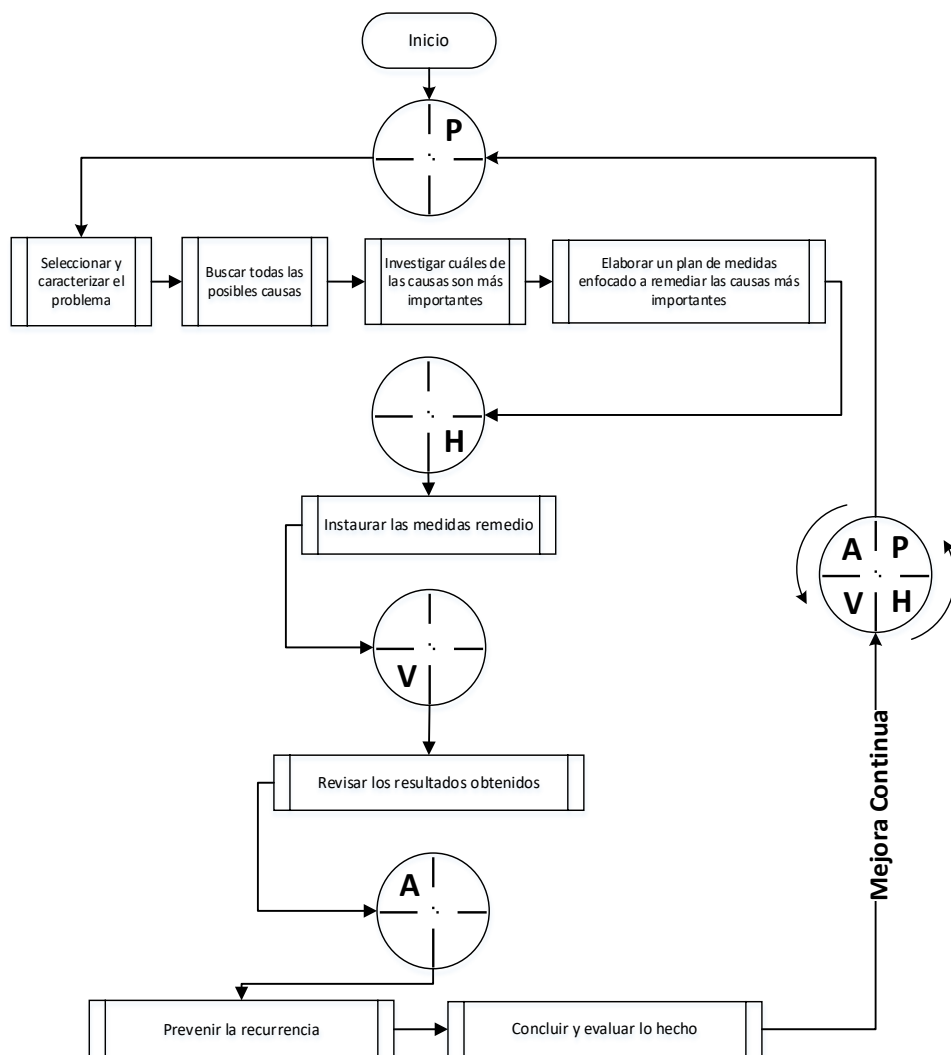 Inicio
P
Seleccionar y
caracterizar el
problema
Buscar todas las
posibles causas
Investigar cuáles de
las causas son más
importantes
Elaborar un plan de medidas
enfocado a remediar las causas más
importantes
H
Instaurar las medidas remedio
A P
V H
V
Revisar los resultados obtenidos
Mejora Continua
A
Prevenir la recurrencia
Concluir y evaluar lo hecho